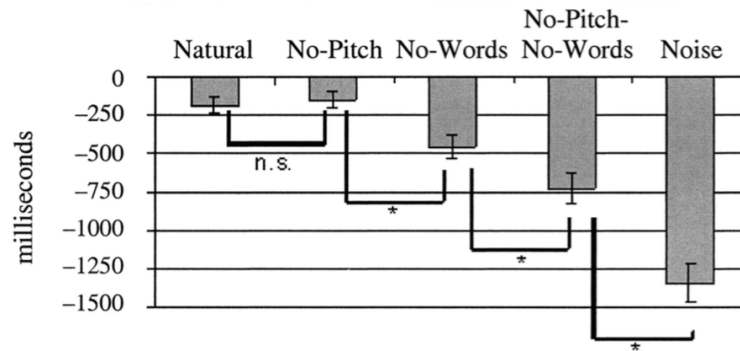 No-Pitch-
Natural No-Pitch No-Words No-Words Noise
0
−250
−500
−750
−1000
−1250
−1500
milliseconds
n.s.
*
*
*